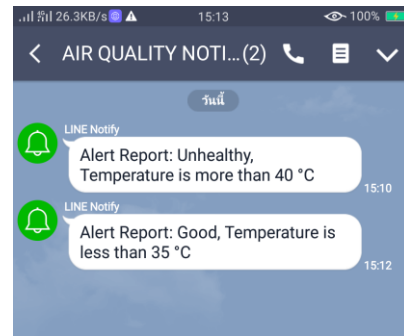 26.3KB/s 15:13 100%
AIR QUALITY NOTI...(2)
วันนี้
LINE Notify
Alert Report: Unhealthy,
Temperature is more than 40 °C
15:10
LINE Notify
Alert Report: Good, Temperature is
less than 35 °C
15:12